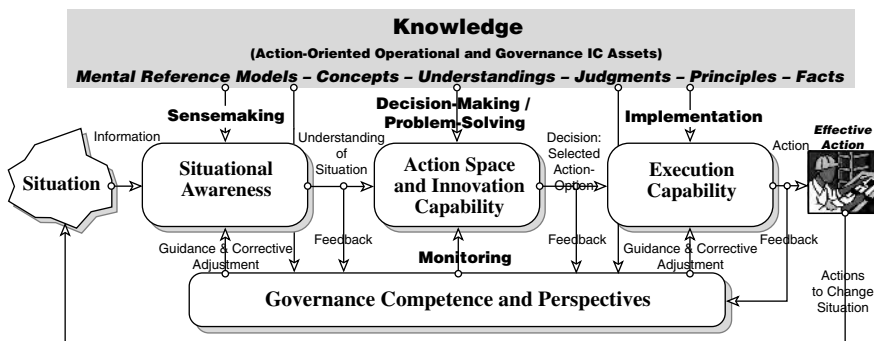 Knowledge
(Action-Oriented Operational and Governance IC Assets)
Mental Reference Models – Concepts – Understandings – Judgments – Principles – Facts
Sensemaking
Decision-Making /
Problem-Solving
Implementation
Information
Understanding
of
Situation
Decision:
Selected
Action-
Option
Action
Effective
Action
Situation
Situational
Awareness
Action Space
and Innovation
Capability
Execution
Capability
Guidance & Corrective
Adjustment
Feedback
Monitoring
Feedback
Guidance & Corrective
Adjustment
Feedback
Governance Competence and Perspectives
Actions
to Change
Situation